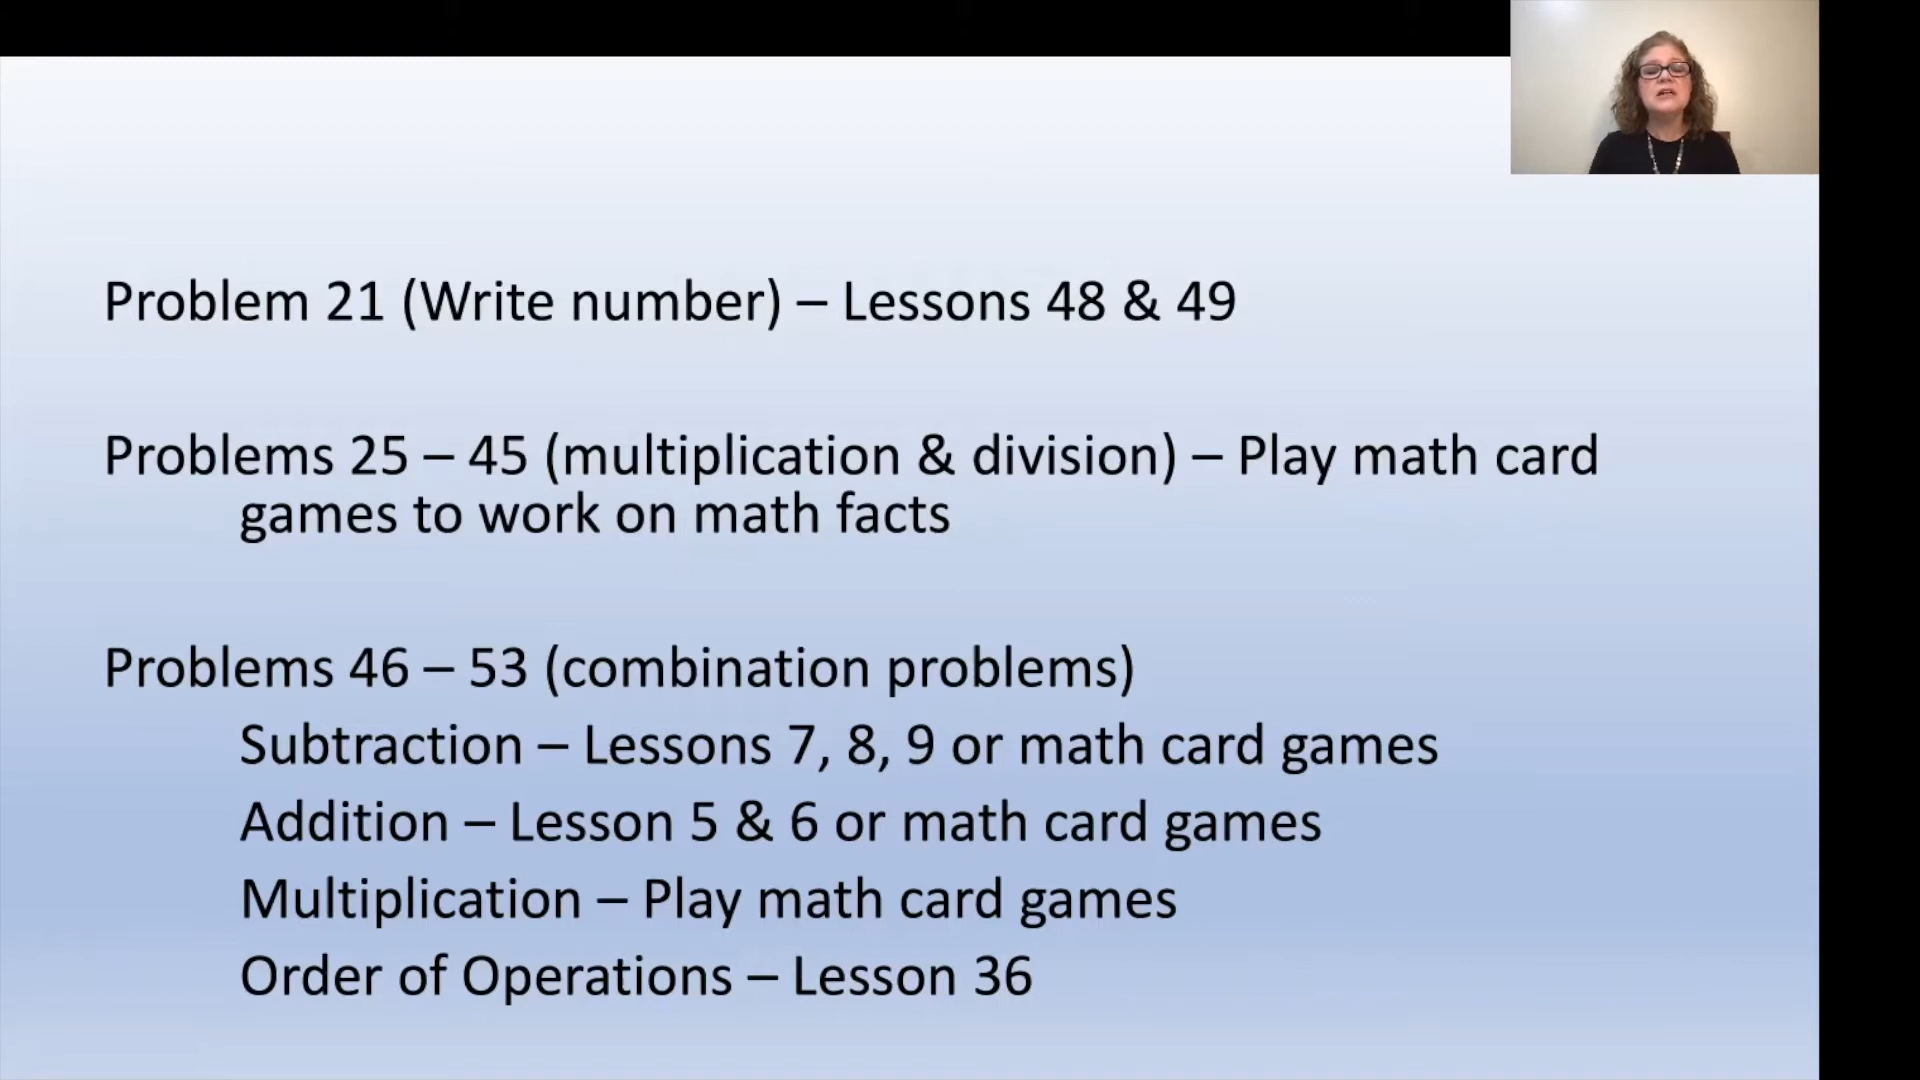 Problem 21 (Write number) – Lessons 48 & 49
Problems 25 – 45 (multiplication & division) – Play math card
games to work on math facts
Problems 46 – 53 (combination problems)
Subtraction – Lessons 7, 8, 9 or math card games
Addition – Lesson 5 & 6 or math card games
Multiplication – Play math card games
Order of Operations – Lesson 36